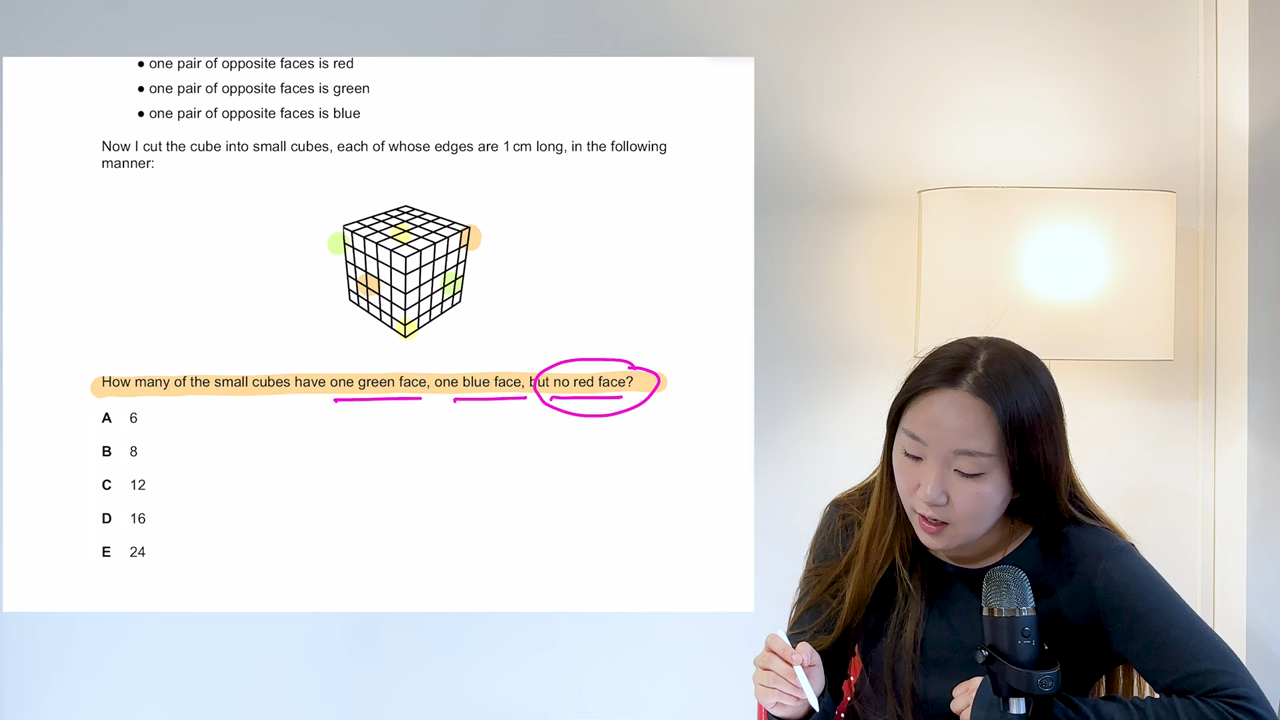 ● one pair of opposite faces is red
● one pair of opposite faces is green
● one pair of opposite faces is blue
Now I cut the cube into small cubes, each of whose edges are 1 cm long, in the following
manner:
How many of the small cubes have one green face, one blue face, but no red face?
A 6
B 8
C 12
D 16
E 24